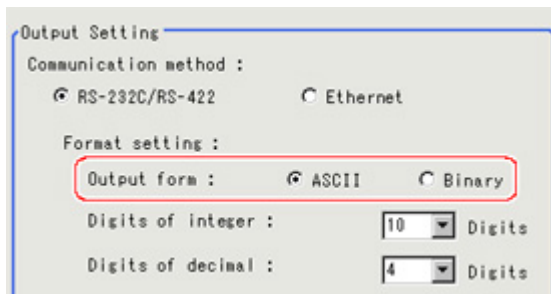 Output Setting
Communication method :
RS-232C/RS-422 Ethernet
Format setting :
Output form : ASCII Binary
Digits of integer : 10 Digits
Digits of decimal : 4 Digits